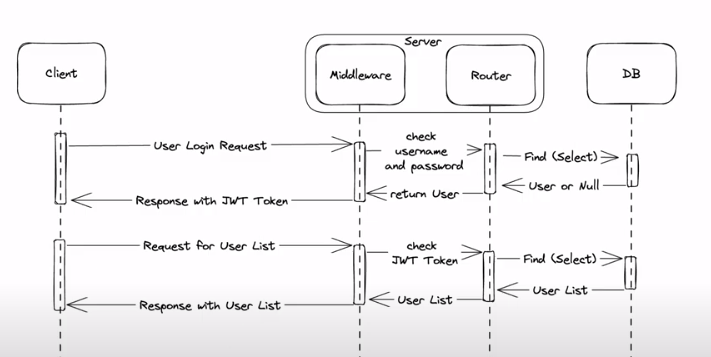 Server
Client
Middleware
Router
DB
User Login Request
check
username
and password
Find (Select)
User or Null
return User
Response with JWT Token
Request for User List
check
JWT Token
Find (Select)
User List
User List
Response with User List